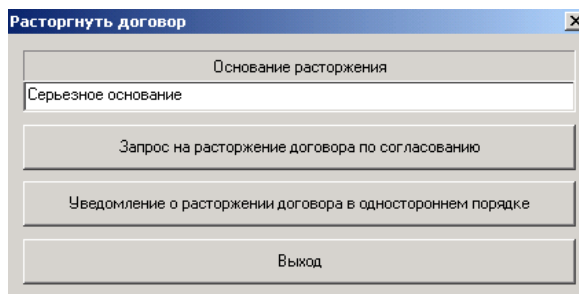 Расторгнуть договор
Основание расторжения
Серьезное основание
Запрос на расторжение договора по согласованию
Уведомление о расторжении договора в одностороннем порядке
Выход